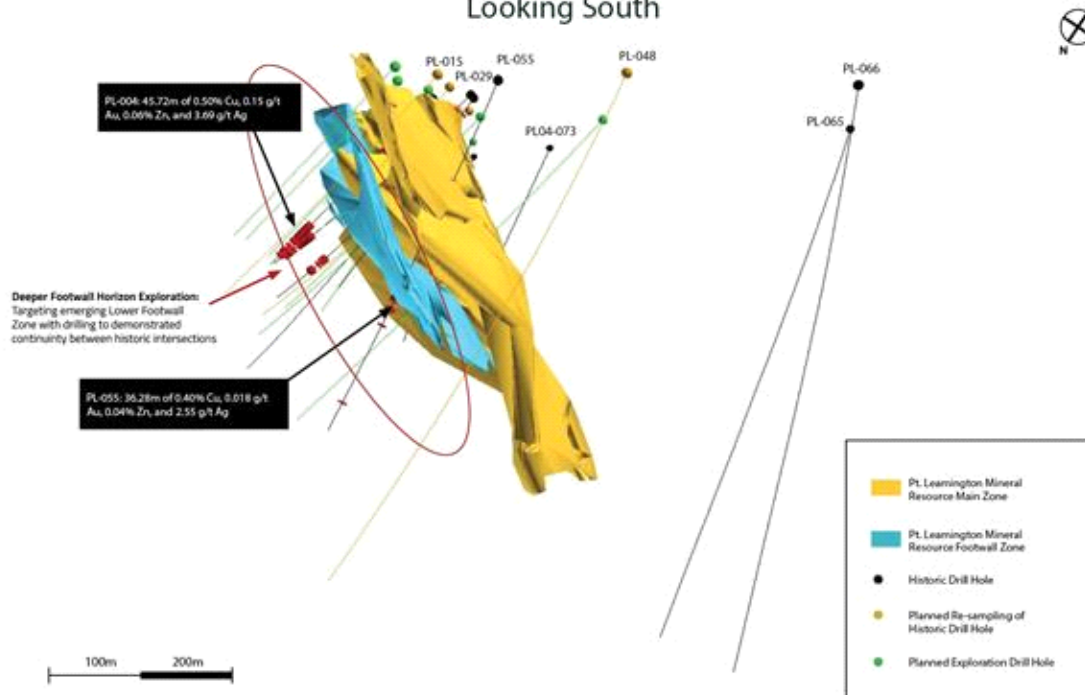 Looking South
N
PL-015
PL-055
PL-048
PL-029
PL-066
PL-065
PL04-073
PL-004: 45.72m of 0.50% Cu, 0.15 g/t
Au, 0.06% Zn, and 3.69 g/t Ag
Deeper Footwall Horizon Exploration:
Targeting emerging Lower Footwall
Zone with drilling to demonstrated
continuity between historic intersections
PL-055: 36.28m of 0.40% Cu, 0.018 g/t
Au, 0.04% Zn, and 2.55 g/t Ag
Pt. Leamington Mineral
Resource Main Zone
Pt. Leamington Mineral
Resource Footwall Zone
Historic Drill Hole
Planned Re-sampling of
Historic Drill Hole
Planned Exploration Drill Hole
100m
200m